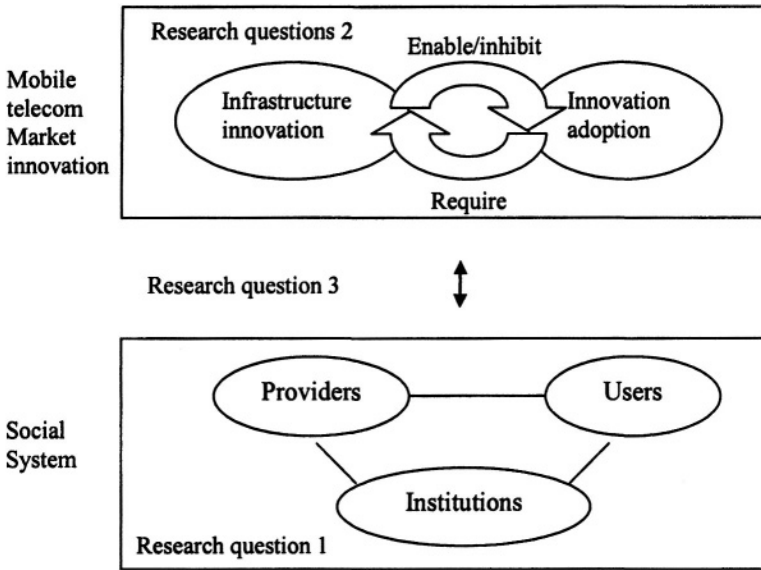 Research questions 2
Enable/inhibit
Mobile
telecom
Market
innovation
Infrastructure
innovation
Innovation
adoption
Require
Research question 3
Providers
Users
Social
System
Institutions
Research question 1